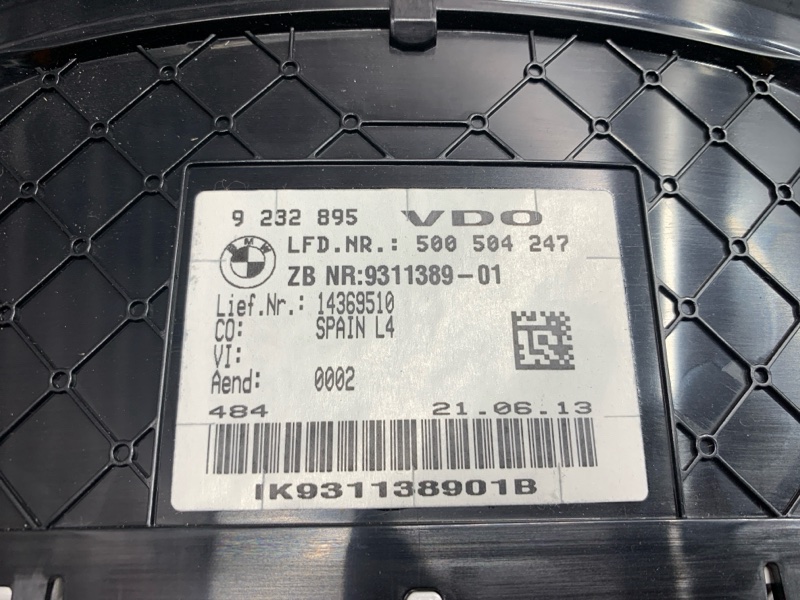 9 232 895 VDO
BMW
LFD.NR.: 500 504 247
ZB NR:9311389-01
Lief.Nr.: 14369510
CO: SPAIN L4
VI:
Aend: 0002
484 21.06.13
IK931138901B